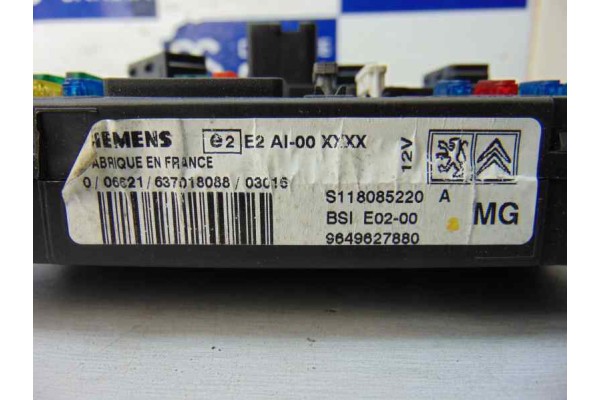 SIEMENS e2 E2 AI-00 XXXX
FABRIQUE EN FRANCE
0/06621/637018088/03016
12V
S118085220 A
BSI E02-00
9649627880
MG